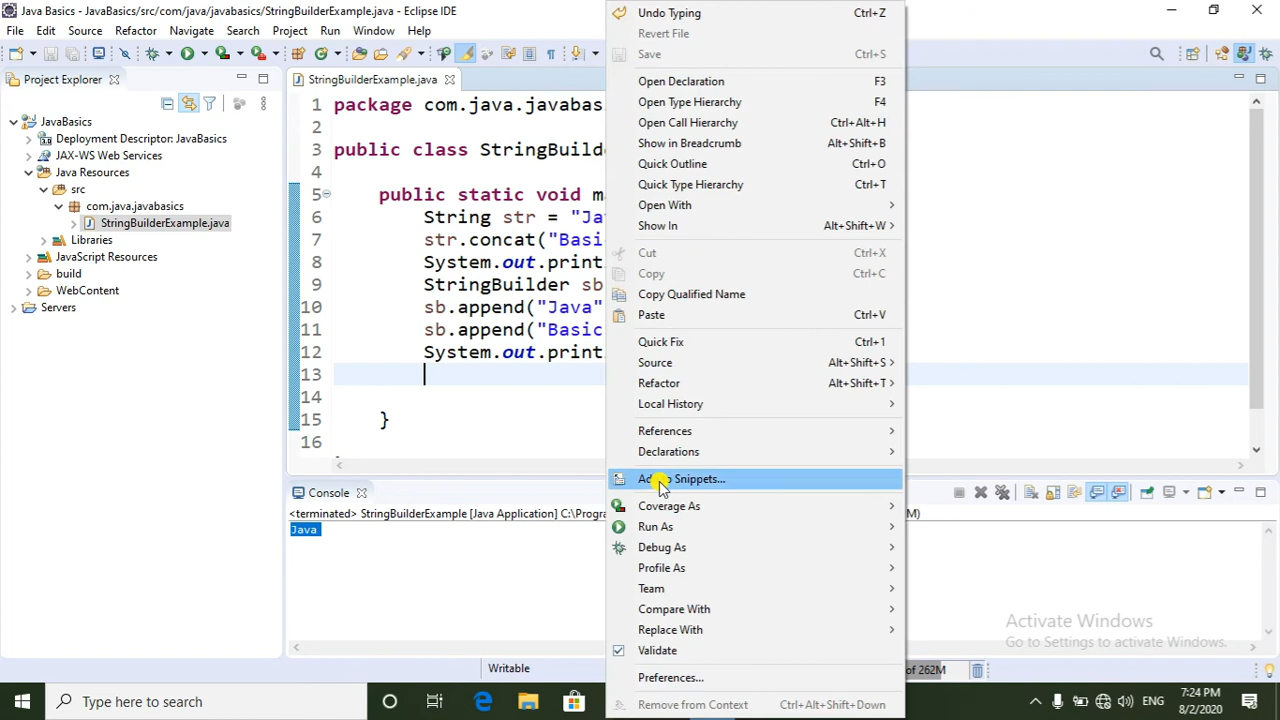 Java Basics - JavaBasics/src/com/java/javabasics/StringBuilderExample.java - Eclipse IDE
File Edit Source Refactor Navigate Search Project Run Window Help
Project Explorer
JavaBasics
Deployment Descriptor: JavaBasics
JAX-WS Web Services
Java Resources
src
com.java.javabasics
StringBuilderExample.java
Libraries
JavaScript Resources
build
WebContent
Servers
StringBuilderExample.java
1 package com.java.javabas
2
3 public class StringBuild
4
5 public static void m
6 String str = "Ja
7 str.concat("Basi
8 System.out.print
9 StringBuilder sb
10 sb.append("Java"
11 sb.append("Basic
12 System.out.print
13
14
15 }
16
Undo Typing Ctrl+Z
Revert File
Save Ctrl+S
Open Declaration F3
Open Type Hierarchy F4
Open Call Hierarchy Ctrl+Alt+H
Show in Breadcrumb Alt+Shift+B
Quick Outline Ctrl+O
Quick Type Hierarchy Ctrl+T
Open With
Show In Alt+Shift+W
Cut Ctrl+X
Copy Ctrl+C
Copy Qualified Name
Paste Ctrl+V
Quick Fix Ctrl+1
Source Alt+Shift+S
Refactor Alt+Shift+T
Local History
References
Declarations
Add to Snippets...
Coverage As
Run As
Debug As
Profile As
Team
Compare With
Replace With
Validate
Preferences...
Remove from Context Ctrl+Alt+Shift+Down
Console
<terminated> StringBuilderExample [Java Application] C:\Progra
M)
Java
Activate Windows
Go to Settings to activate Windows.
Writable
of 262M
Type here to search
ENG
7:24 PM
8/2/2020